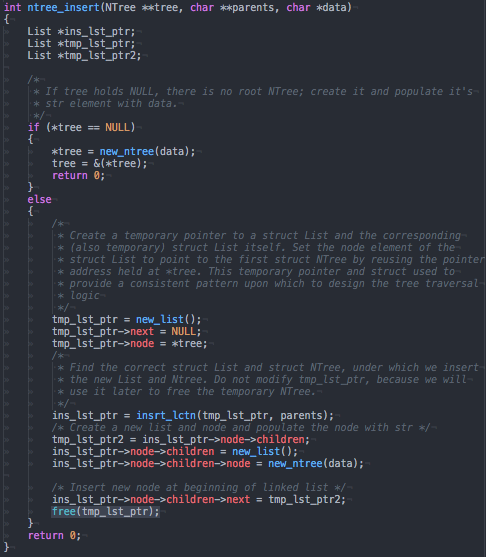 int ntree_insert(NTree **tree, char **parents, char *data)
{
    List *ins_lst_ptr;
    List *tmp_lst_ptr;
    List *tmp_lst_ptr2;

    /*
     * If tree holds NULL, there is no root NTree; create it and populate it's
     * str element with data.
     */
    if (*tree == NULL)
    {
        *tree = new_ntree(data);
        tree = &(*tree);
        return 0;
    }
    else
    {
        /*
         * Create a temporary pointer to a struct List and the corresponding
         * (also temporary) struct List itself. Set the node element of the
         * struct List to point to the first struct NTree by reusing the pointer
         * address held at *tree. This temporary pointer and struct used to
         * provide a consistent pattern upon which to design the tree traversal
         * logic
         */
        tmp_lst_ptr = new_list();
        tmp_lst_ptr->next = NULL;
        tmp_lst_ptr->node = *tree;
        /*
         * Find the correct struct List and struct NTree, under which we insert
         * the new List and Ntree. Do not modify tmp_lst_ptr, because we will
         * use it later to free the temporary NTree.
         */
        ins_lst_ptr = insrt_lctn(tmp_lst_ptr, parents);
        /* Create a new list and node and populate the node with str */
        tmp_lst_ptr2 = ins_lst_ptr->node->children;
        ins_lst_ptr->node->children = new_list();
        ins_lst_ptr->node->children->node = new_ntree(data);

        /* Insert new node at beginning of linked list */
        ins_lst_ptr->node->children->next = tmp_lst_ptr2;
        free(tmp_lst_ptr);
    }
    return 0;
}